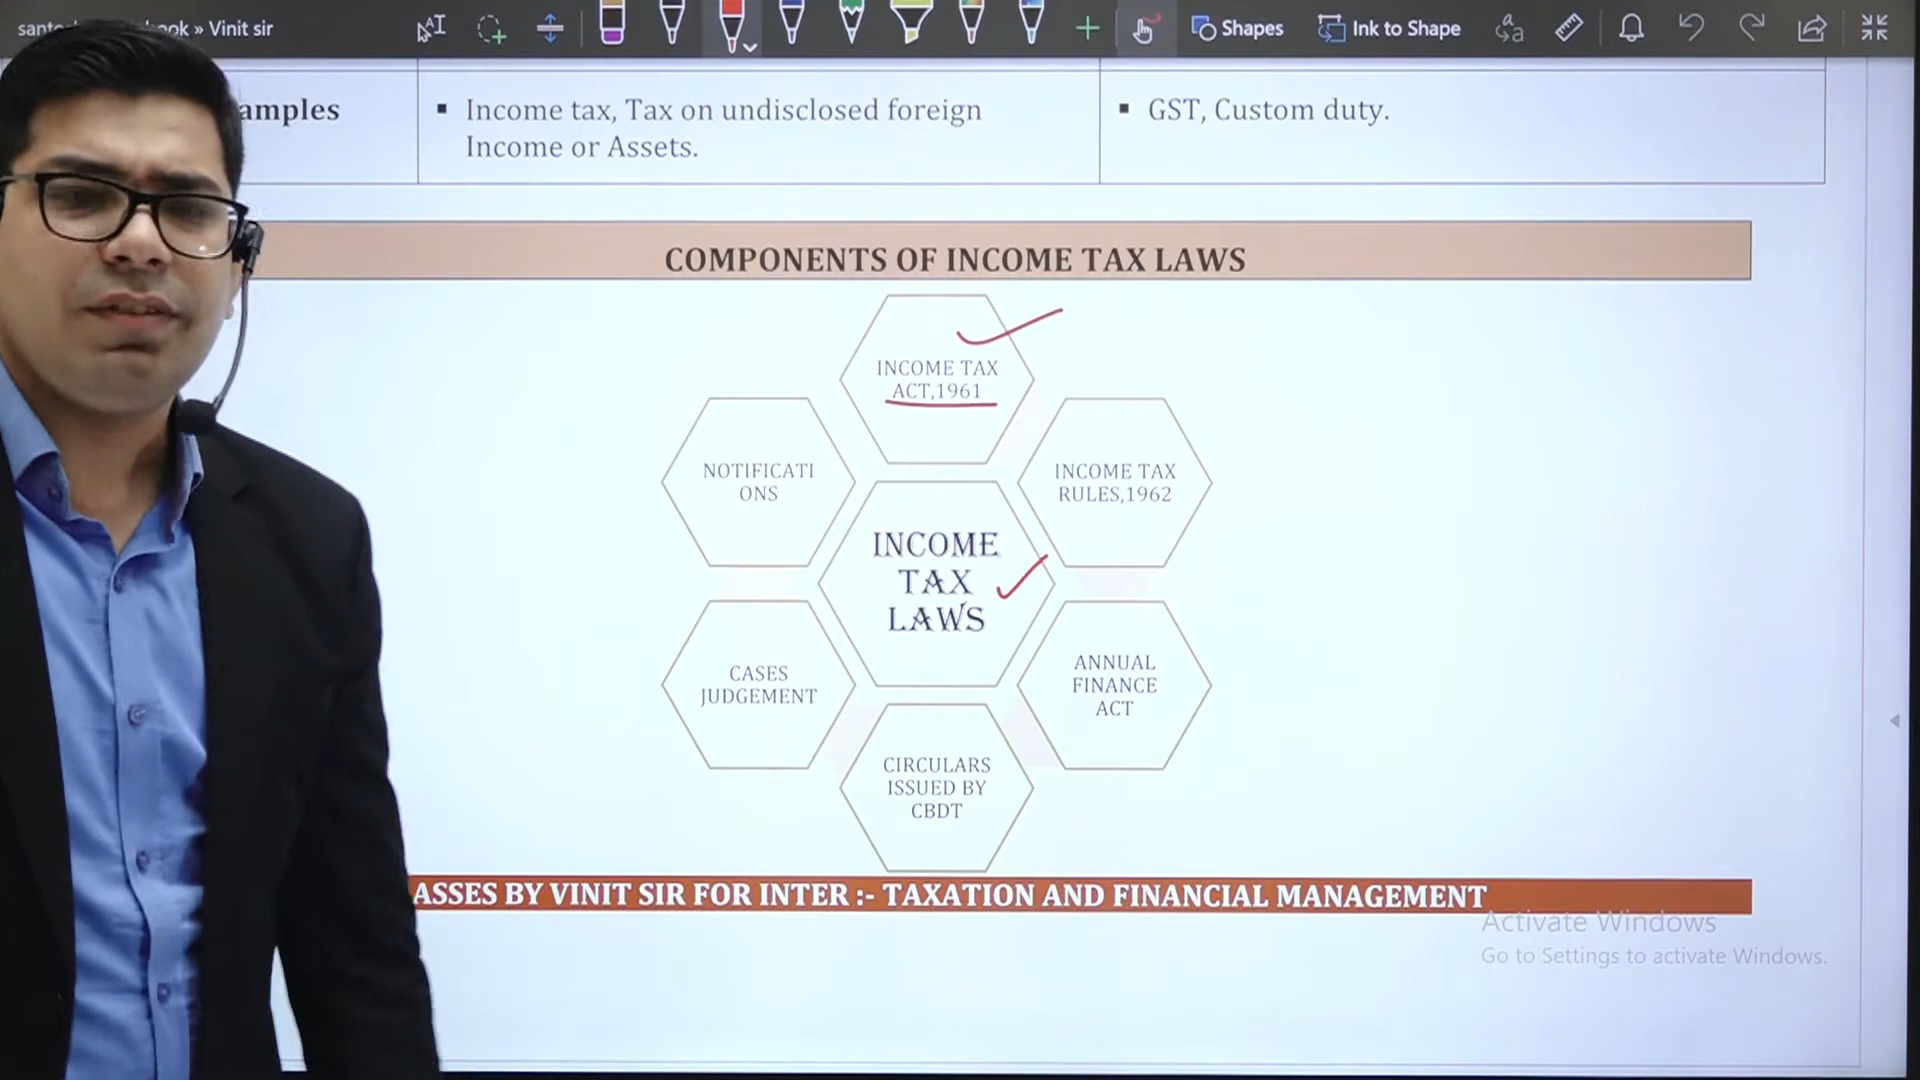 ok » Vinit sir
Shapes
Ink to Shape
amples
▪ Income tax, Tax on undisclosed foreign
Income or Assets.
▪ GST, Custom duty.
COMPONENTS OF INCOME TAX LAWS
INCOME TAX
ACT,1961
NOTIFICATI
ONS
INCOME TAX
RULES,1962
INCOME
TAX
LAWS
CASES
JUDGEMENT
ANNUAL
FINANCE
ACT
CIRCULARS
ISSUED BY
CBDT
ASSES BY VINIT SIR FOR INTER :- TAXATION AND FINANCIAL MANAGEMENT
Activate Windows
Go to Settings to activate Windows.